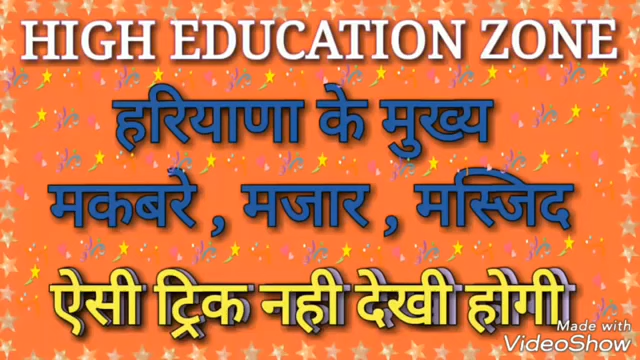 HIGH EDUCATION ZONE
हरियाणा के मुख्य
मकबरे , मजार , मस्जिद
ऐसी ट्रिक नही देखी होगी
Made with
VideoShow